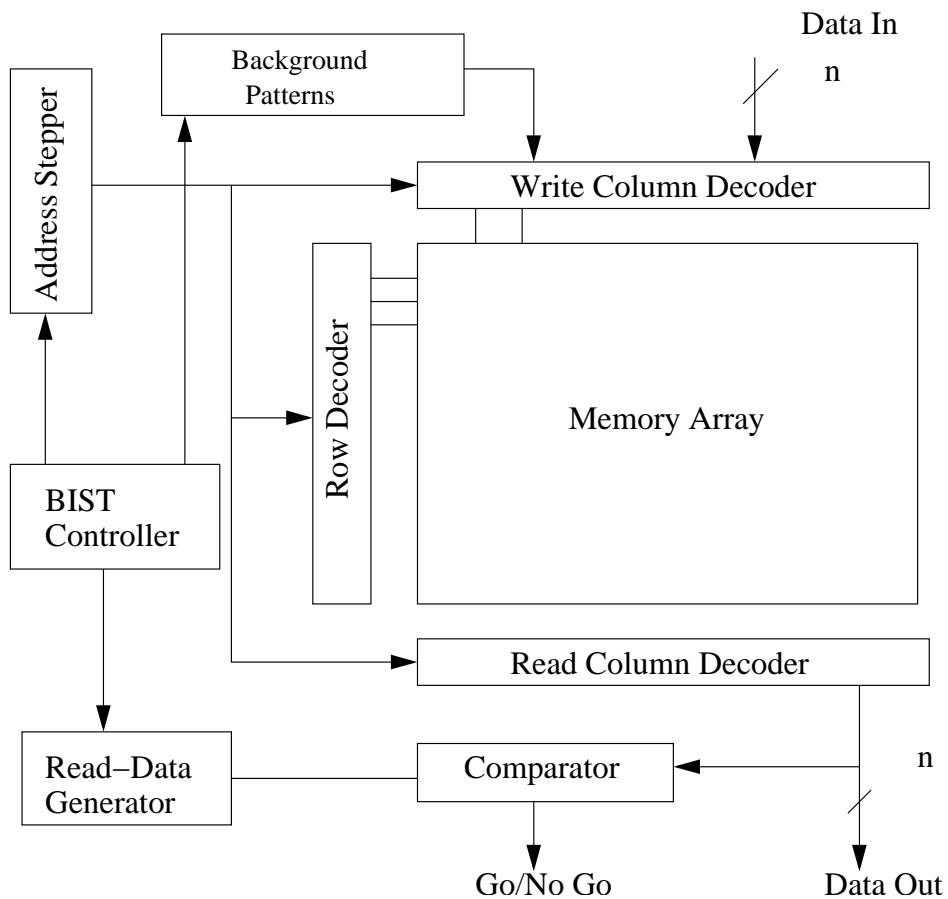 Data In
n
Background
Patterns
Address Stepper
Write Column Decoder
Row Decoder
Memory Array
BIST
Controller
Read Column Decoder
Read−Data
Generator
Comparator
n
Go/No Go
Data Out